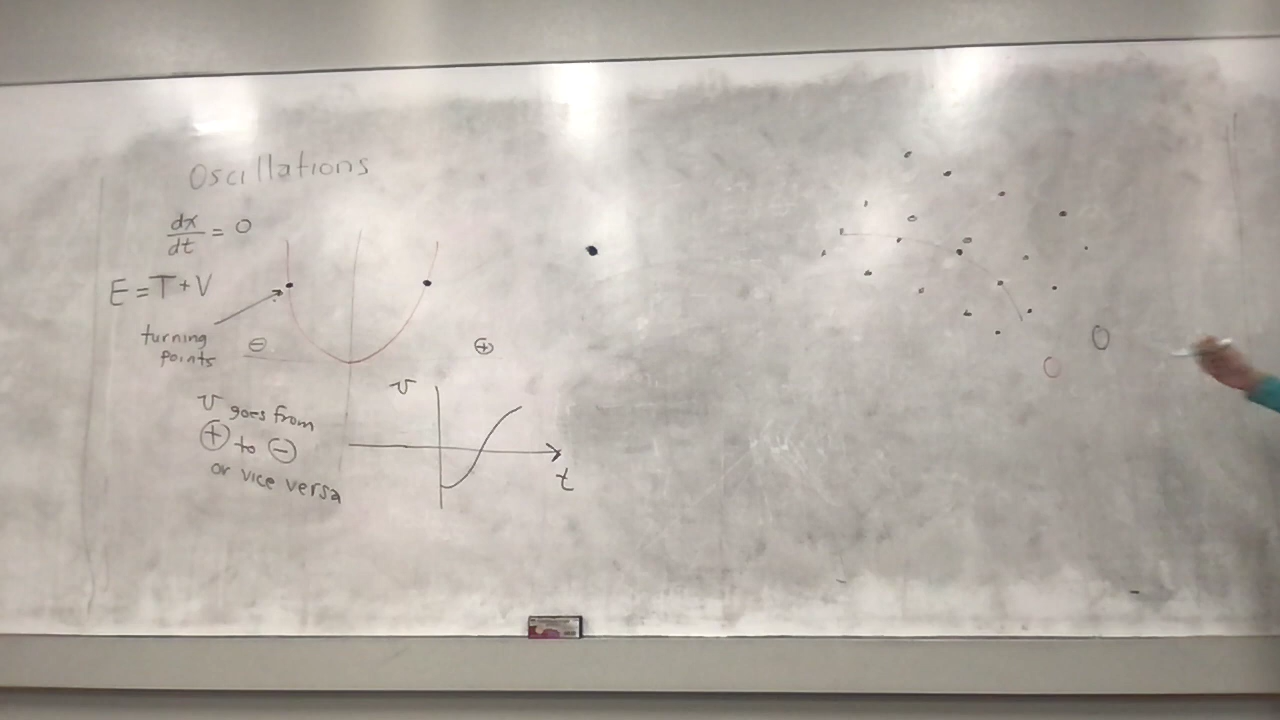 Oscillations
dx/dt = 0
E = T + V
turning
points
⊖
⊕
v goes from
⊕ to ⊖
or vice versa
v
t